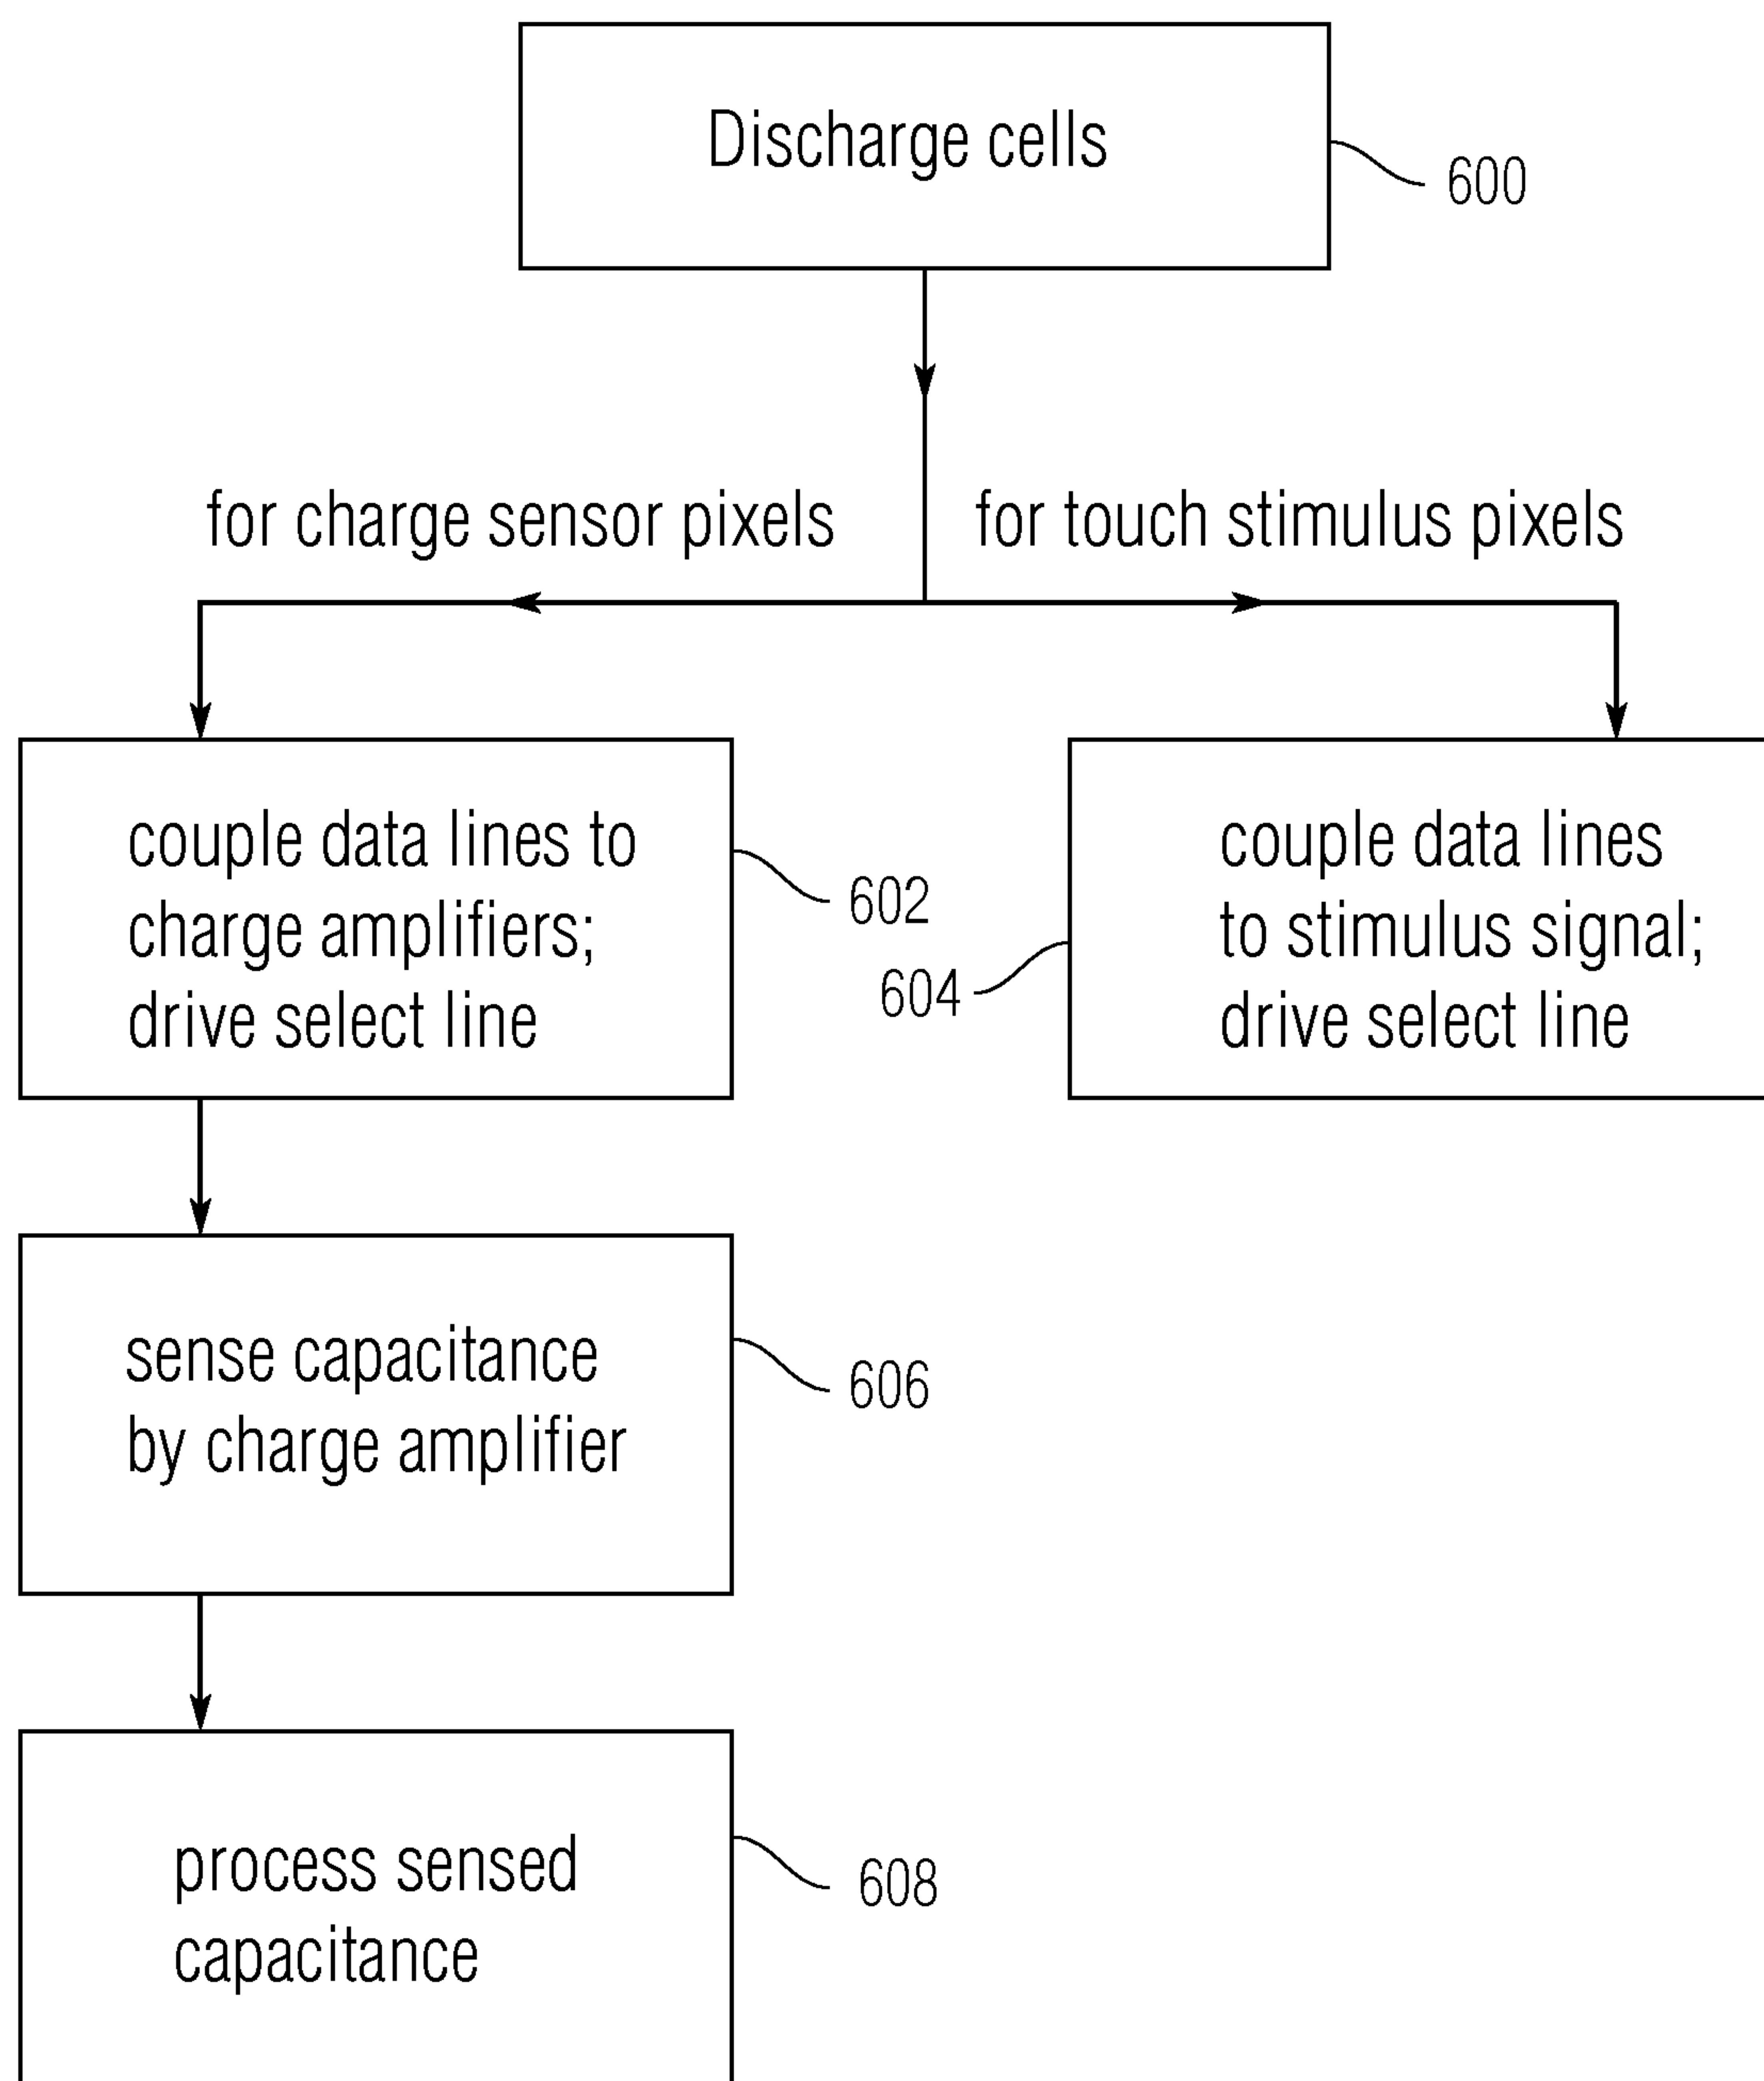 Discharge cells
600
for charge sensor pixels
for touch stimulus pixels
couple data lines to
charge amplifiers;
drive select line
602
couple data lines
to stimulus signal;
drive select line
604
sense capacitance
by charge amplifier
606
process sensed
capacitance
608